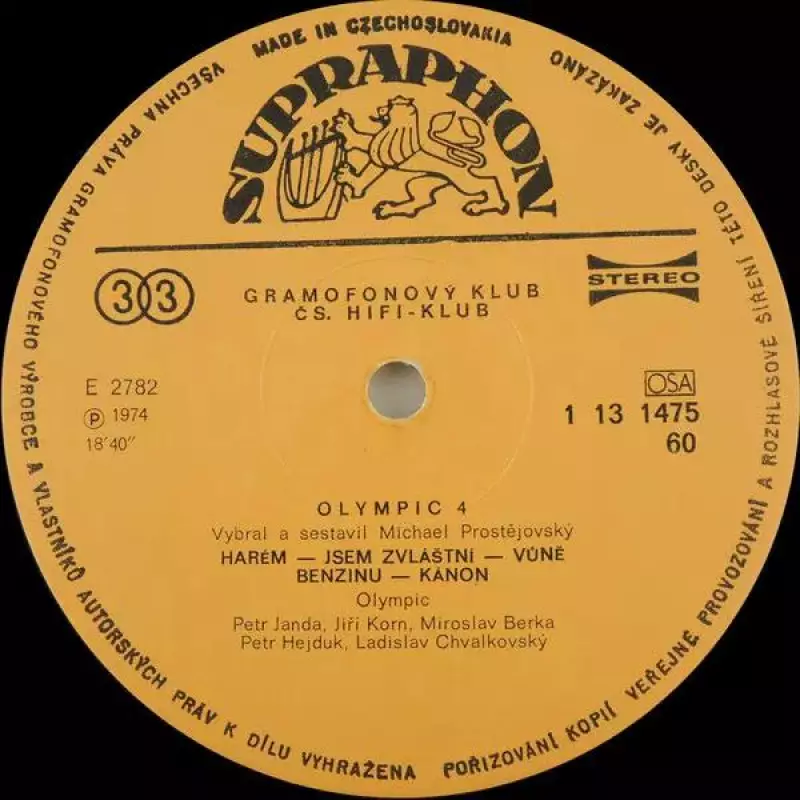 MADE IN CZECHOSLOVAKIA
VŠECHNA PRÁVA GRAMOFONOVÉHO VÝROBCE A VLASTNÍKŮ AUTORSKÝCH PRÁV K DÍLU VYHRAŽENA
POŘIZOVÁNÍ KOPIÍ VEŘEJNÉ PROVOZOVÁNÍ A ROZHLASOVÉ ŠÍŘENÍ TÉTO DESKY JE ZAKÁZÁNO
SUPRAPHON
33
GRAMOFONOVÝ KLUB
ČS. HIFI-KLUB
STEREO
E 2782
℗ 1974
18'40"
OSA
1 13 1475
60
OLYMPIC 4
Vybral a sestavil Michael Prostějovský
HARÉM — JSEM ZVLÁŠTNÍ — VŮNĚ
BENZINU — KÁNON
Olympic
Petr Janda, Jiří Korn, Miroslav Berka
Petr Hejduk, Ladislav Chvalkovský